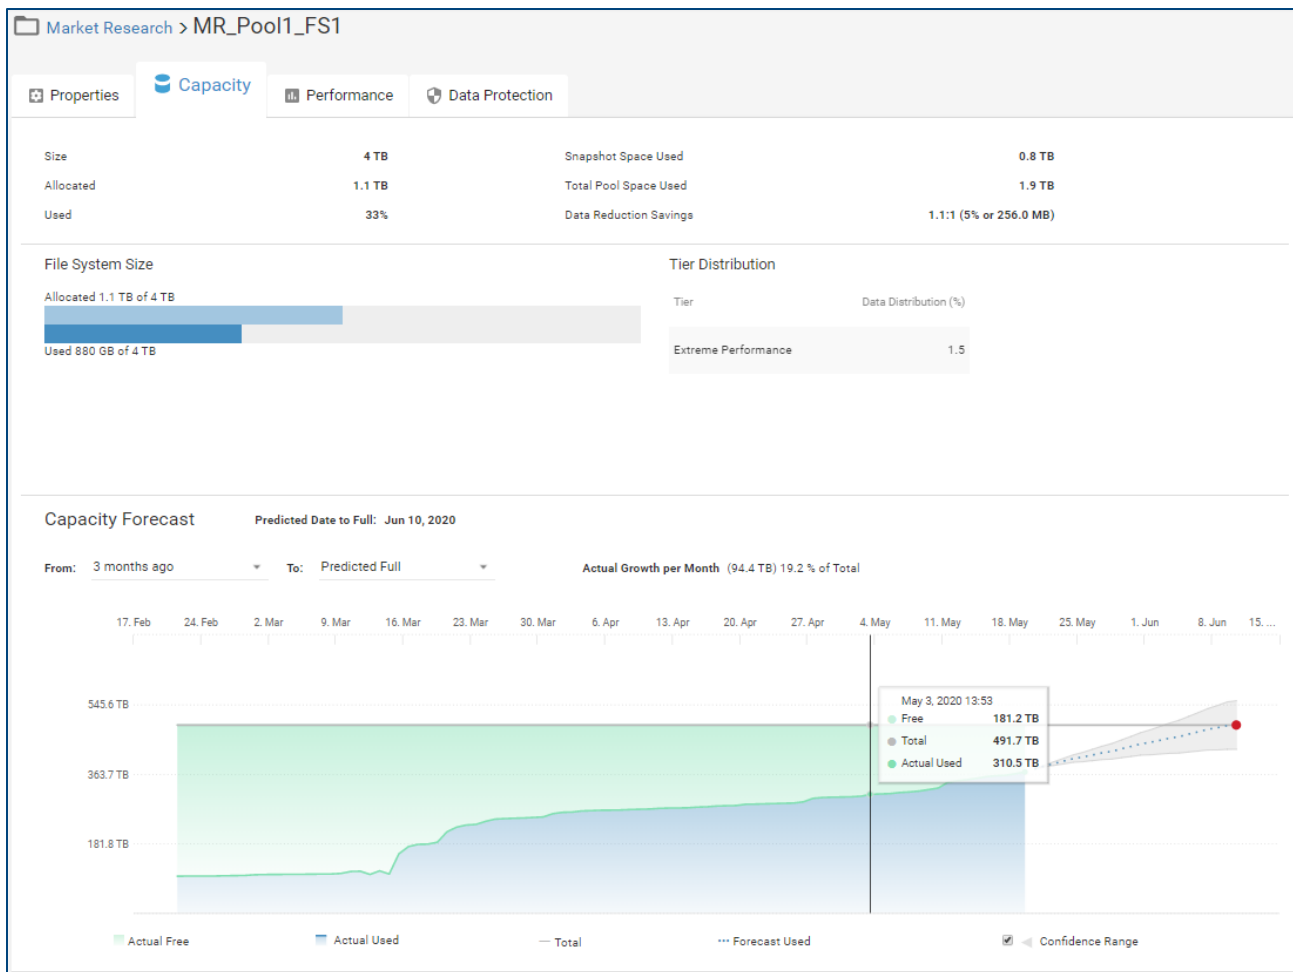 Market Research > MR_Pool1_FS1
Properties Capacity Performance Data Protection
Size 4 TB Snapshot Space Used 0.8 TB
Allocated 1.1 TB Total Pool Space Used 1.9 TB
Used 33% Data Reduction Savings 1.1:1 (5% or 256.0 MB)
File System Size Tier Distribution
Allocated 1.1 TB of 4 TB Tier Data Distribution (%)
Used 880 GB of 4 TB Extreme Performance 1.5
Capacity Forecast Predicted Date to Full: Jun 10, 2020
From: 3 months ago To: Predicted Full Actual Growth per Month (94.4 TB) 19.2 % of Total
17. Feb 24. Feb 2. Mar 9. Mar 16. Mar 23. Mar 30. Mar 6. Apr 13. Apr 20. Apr 27. Apr 4. May 11. May 18. May 25. May 1. Jun 8. Jun 15. ...
545.6 TB
363.7 TB
181.8 TB
May 3, 2020 13:53
Free 181.2 TB
Total 491.7 TB
Actual Used 310.5 TB
Actual Free Actual Used Total Forecast Used Confidence Range